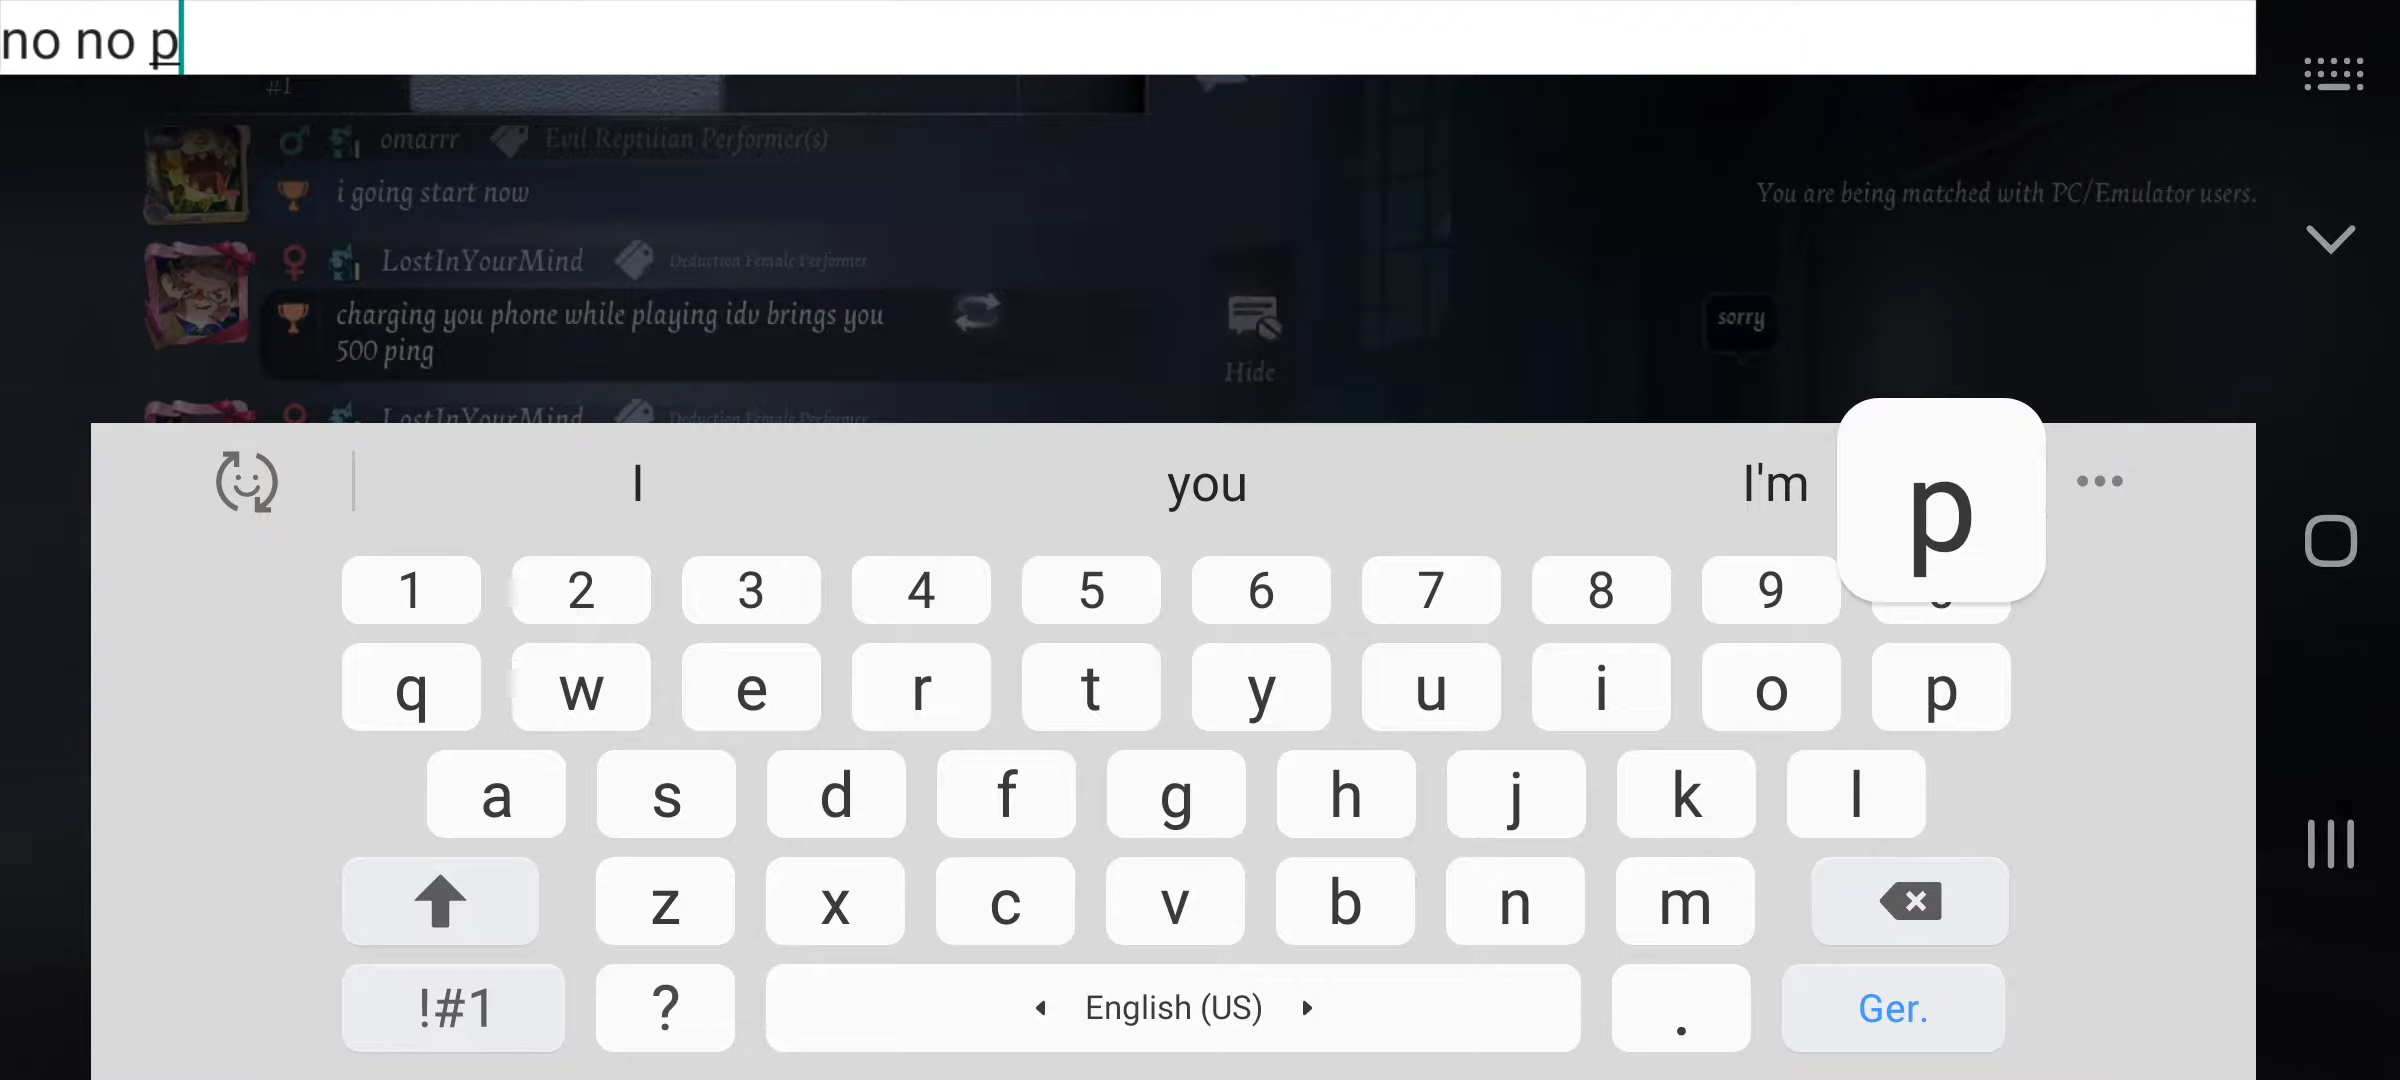 no no p
#1
omarrr Evil Reptilian Performer(s)
i going start now
You are being matched with PC/Emulator users.
LostInYourMind Deduction Female Performer
charging you phone while playing idv brings you
500 ping
sorry
Hide
LostInYourMind Deduction Female Performer
I you I'm
p
1 2 3 4 5 6 7 8 9
q w e r t y u i o p
a s d f g h j k l
z x c v b n m
!#1 ? English (US) . Ger.